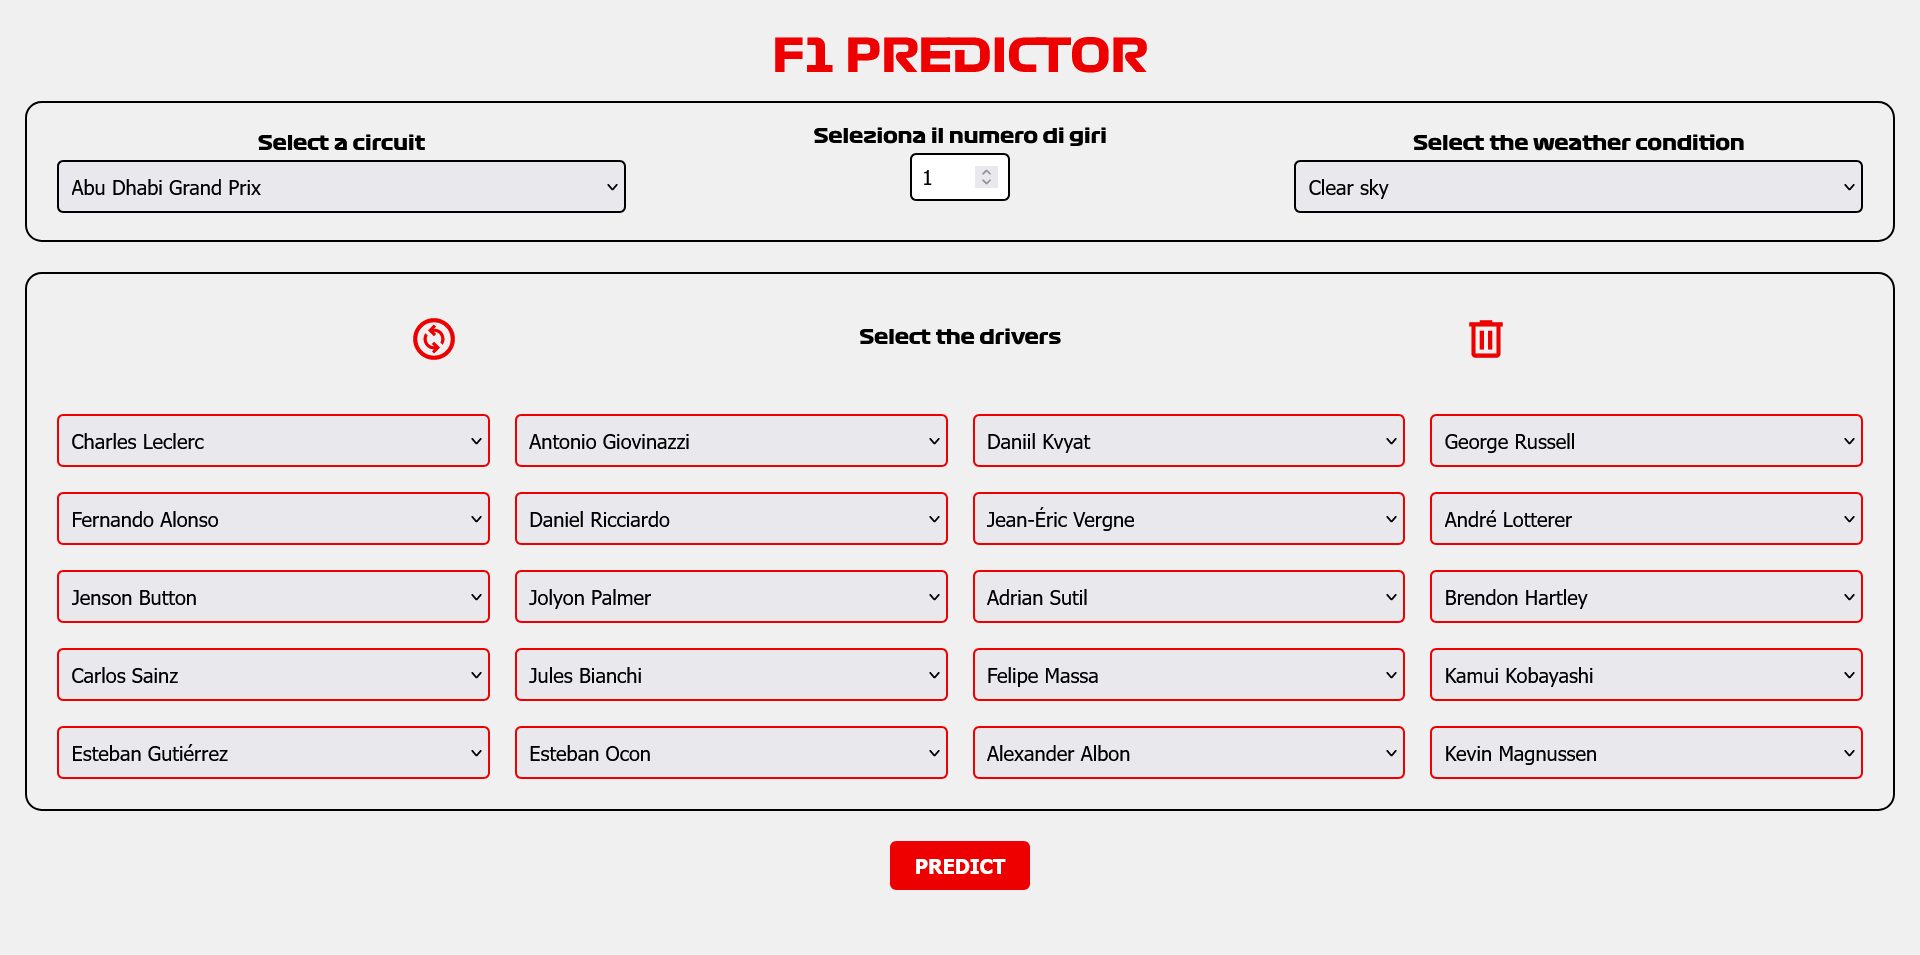 F1 PREDICTOR
Select a circuit
Abu Dhabi Grand Prix
Seleziona il numero di giri
1
Select the weather condition
Clear sky
Select the drivers
Charles Leclerc
Antonio Giovinazzi
Daniil Kvyat
George Russell
Fernando Alonso
Daniel Ricciardo
Jean-Éric Vergne
André Lotterer
Jenson Button
Jolyon Palmer
Adrian Sutil
Brendon Hartley
Carlos Sainz
Jules Bianchi
Felipe Massa
Kamui Kobayashi
Esteban Gutiérrez
Esteban Ocon
Alexander Albon
Kevin Magnussen
PREDICT